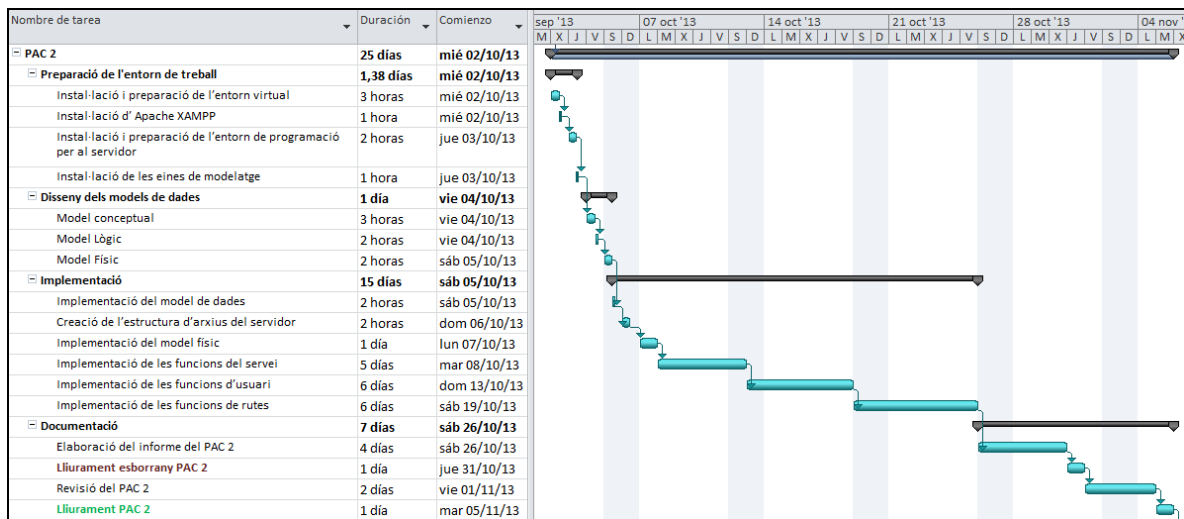 Nombre de tarea Duración Comienzo sep '13 07 oct '13 14 oct '13 21 oct '13 28 oct '13 04 nov '
M X J V S D L M X J V S D L M X J V S D L M X J V S D L M X J V S D L M X
PAC 2 25 días mié 02/10/13
Preparació de l'entorn de treball 1,38 días mié 02/10/13
Instal·lació i preparació de l'entorn virtual 3 horas mié 02/10/13
Instal·lació d' Apache XAMPP 1 hora mié 02/10/13
Instal·lació i preparació de l'entorn de programació 2 horas jue 03/10/13
per al servidor
Instal·lació de les eines de modelatge 1 hora jue 03/10/13
Disseny dels models de dades 1 día vie 04/10/13
Model conceptual 3 horas vie 04/10/13
Model Lògic 2 horas vie 04/10/13
Model Físic 2 horas sáb 05/10/13
Implementació 15 días sáb 05/10/13
Implementació del model de dades 2 horas sáb 05/10/13
Creació de l'estructura d'arxius del servidor 2 horas dom 06/10/13
Implementació del model físic 1 día lun 07/10/13
Implementació de les funcions del servei 5 días mar 08/10/13
Implementació de les funcions d'usuari 6 días dom 13/10/13
Implementació de les funcions de rutes 6 días sáb 19/10/13
Documentació 7 días sáb 26/10/13
Elaboració del informe del PAC 2 4 días sáb 26/10/13
Lliurament esborrany PAC 2 1 día jue 31/10/13
Revisió del PAC 2 2 días vie 01/11/13
Lliurament PAC 2 1 día mar 05/11/13